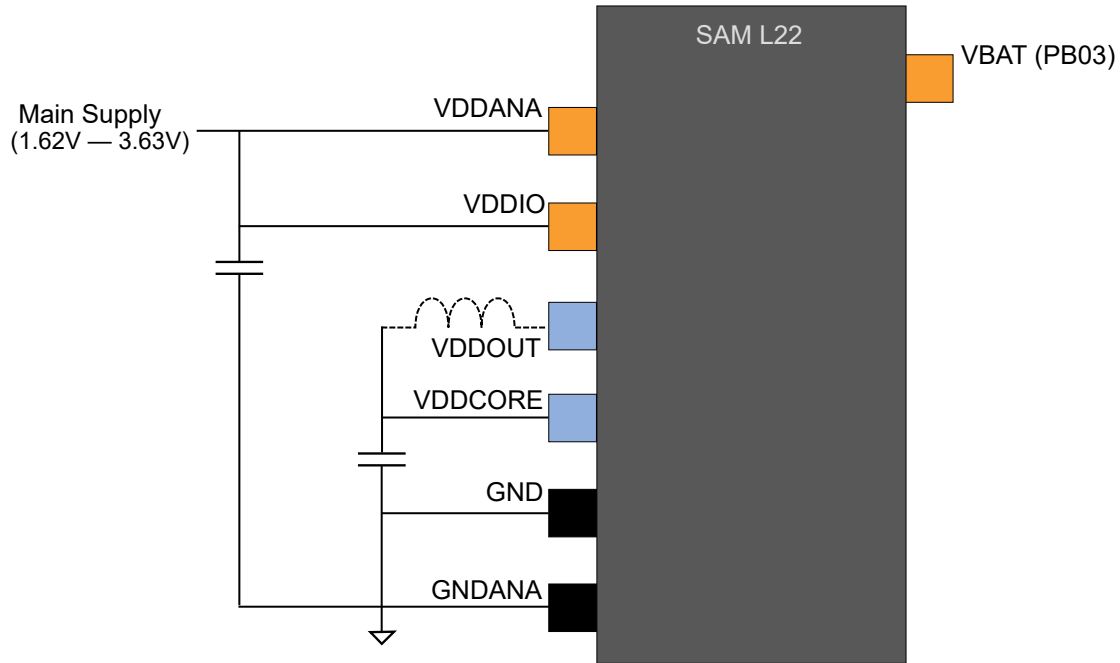 SAM L22
VBAT (PB03)
VDDANA
Main Supply
(1.62V — 3.63V)
VDDIO
VDDOUT
VDDCORE
GND
GNDANA